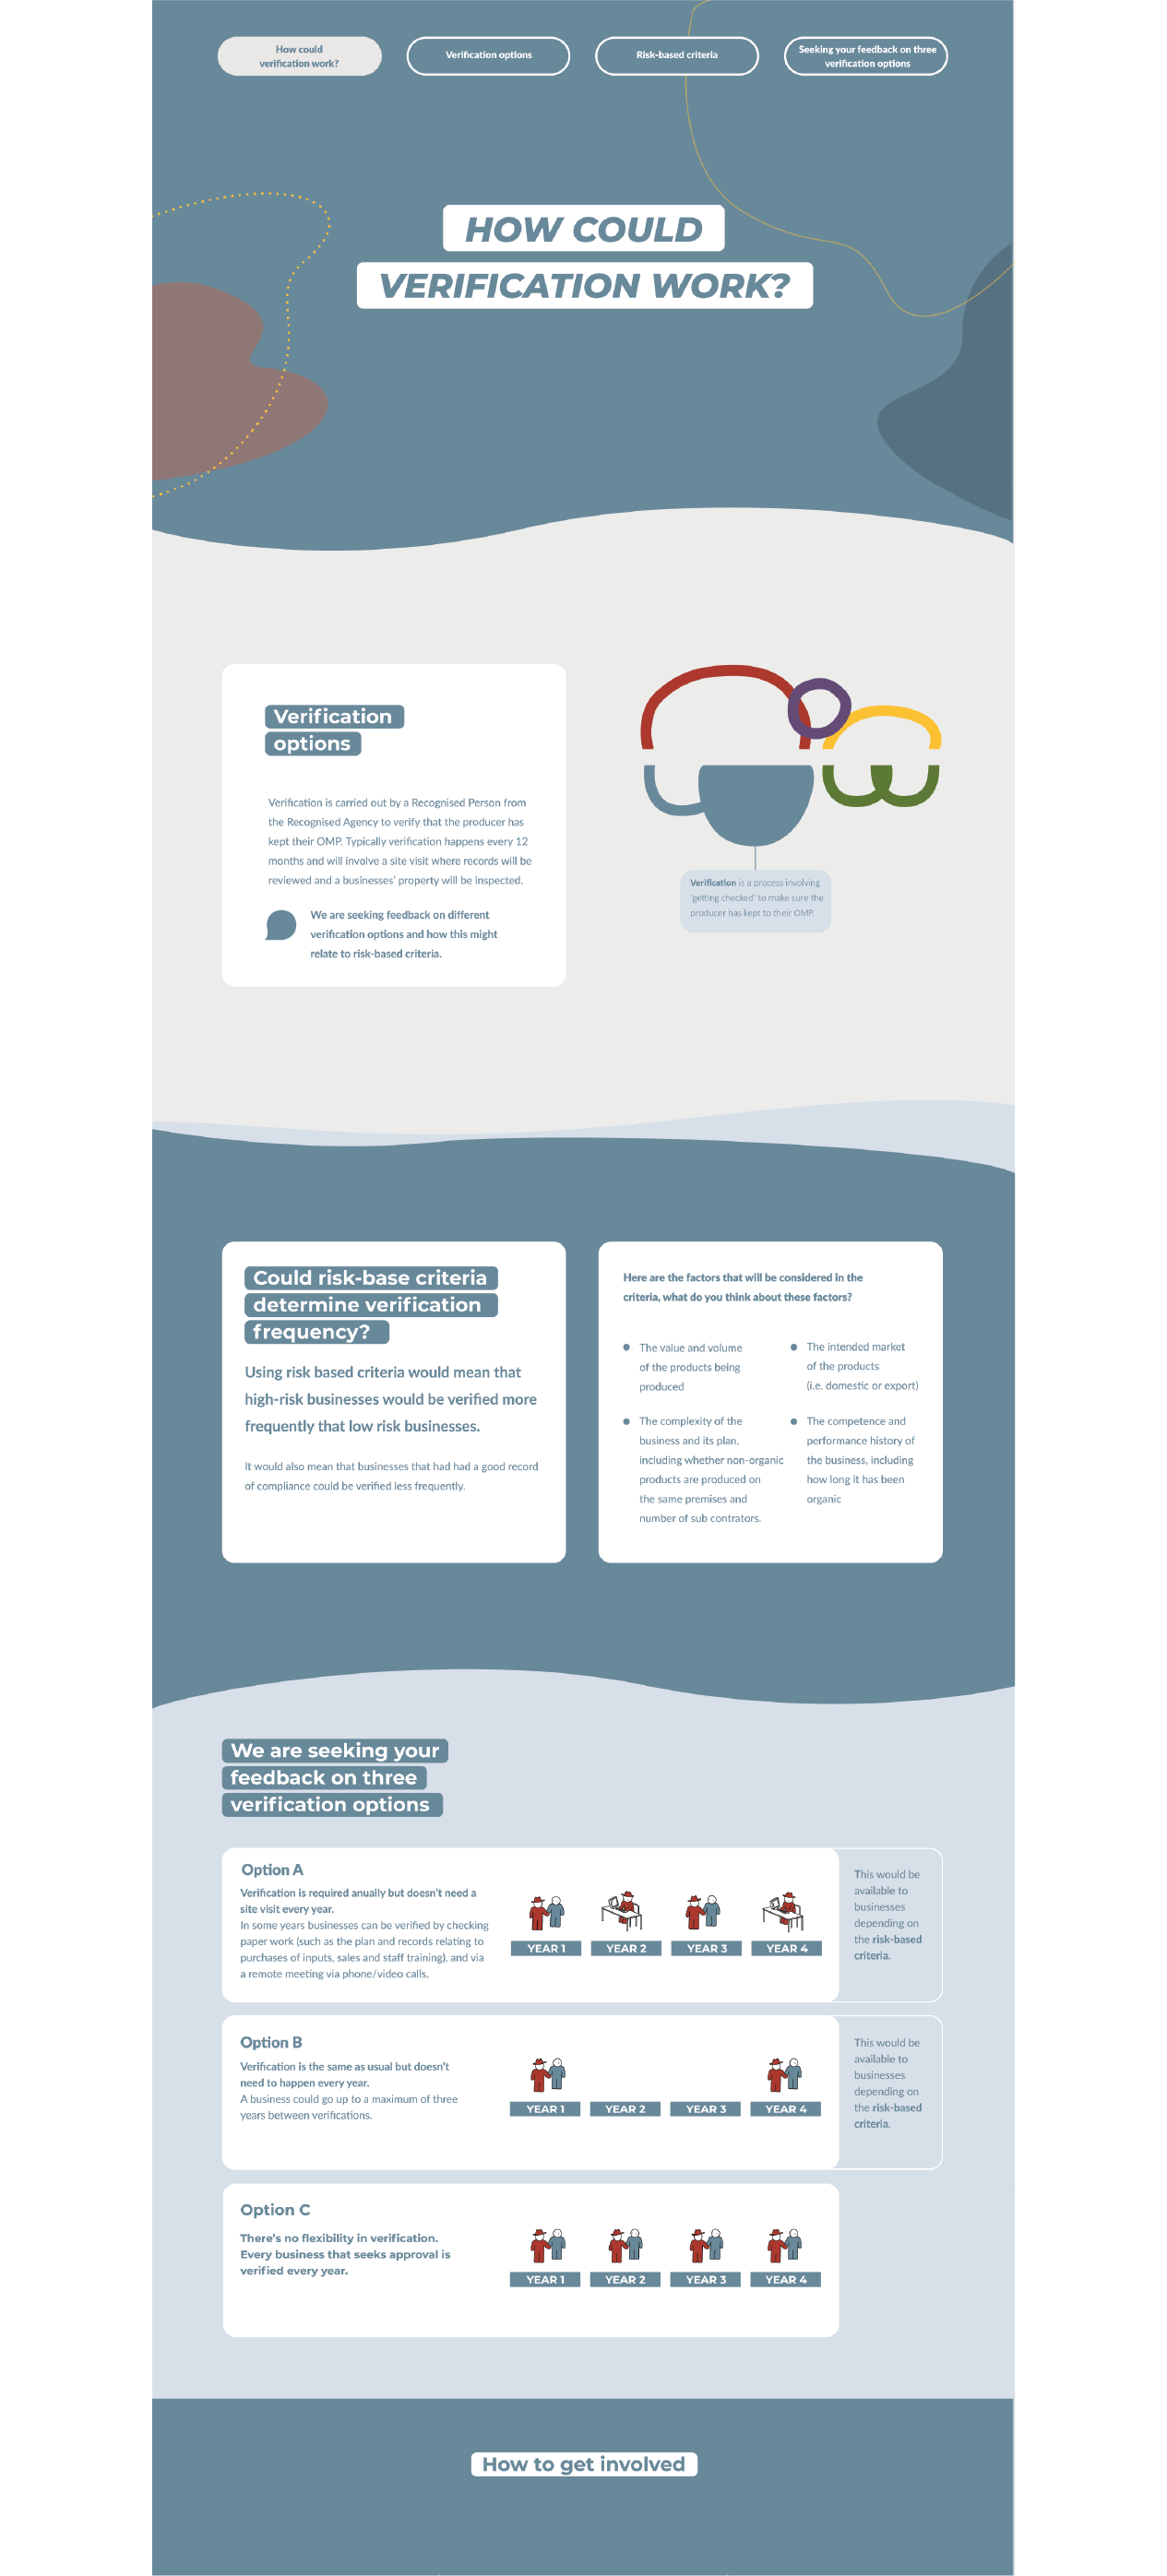 How could
verification work?
Verification options
Risk-based criteria
Seeking your feedback on three
verification options
HOW COULD
VERIFICATION WORK?
Verification
options
Verification is carried out by a Recognised Person from
the Recognised Agency to verify that the producer has
kept their OMP. Typically verification happens every 12
months and will involve a site visit where records will be
reviewed and a businesses' property will be inspected.
We are seeking feedback on different
verification options and how this might
relate to risk-based criteria.
Verification is a process involving
'getting checked' to make sure the
producer has kept to their OMP.
Could risk-base criteria
determine verification
frequency?
Using risk based criteria would mean that
high-risk businesses would be verified more
frequently that low risk businesses.
It would also mean that businesses that had had a good record
of compliance could be verified less frequently.
Here are the factors that will be considered in the
criteria, what do you think about these factors?
The value and volume
of the products being
produced
The intended market
of the products
(i.e. domestic or export)
The complexity of the
business and its plan,
including whether non-organic
products are produced on
the same premises and
number of sub contrators.
The competence and
performance history of
the business, including
how long it has been
organic
We are seeking your
feedback on three
verification options
Option A
Verification is required anually but doesn't need a
site visit every year.
In some years businesses can be verified by checking
paper work (such as the plan and records relating to
purchases of inputs, sales and staff training), and via
a remote meeting via phone/video calls.
YEAR 1
YEAR 2
YEAR 3
YEAR 4
This would be
available to
businesses
depending on
the risk-based
criteria.
Option B
Verification is the same as usual but doesn't
need to happen every year.
A business could go up to a maximum of three
years between verifications.
YEAR 1
YEAR 2
YEAR 3
YEAR 4
This would be
available to
businesses
depending on
the risk-based
criteria.
Option C
There's no flexibility in verification.
Every business that seeks approval is
verified every year.
YEAR 1
YEAR 2
YEAR 3
YEAR 4
How to get involved